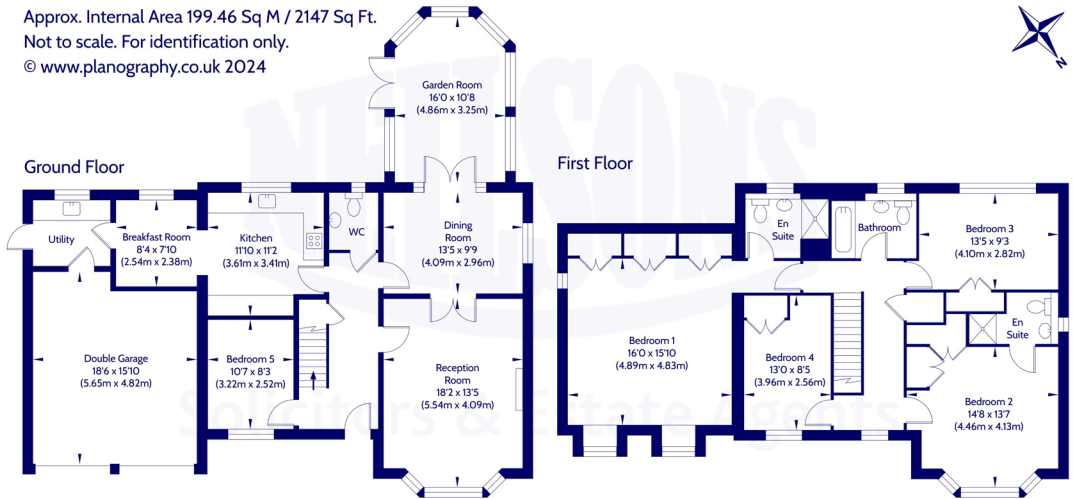 Approx. Internal Area 199.46 Sq M / 2147 Sq Ft.
Not to scale. For identification only.
© www.planography.co.uk 2024
N
NEILSONS
Solicitors & Estate Agents
Ground Floor
Garden Room
16'0 x 10'8
(4.86m x 3.25m)
Utility
Breakfast Room
8'4 x 7'10
(2.54m x 2.38m)
Kitchen
11'10 x 11'2
(3.61m x 3.41m)
WC
Dining
Room
13'5 x 9'9
(4.09m x 2.96m)
Double Garage
18'6 x 15'10
(5.65m x 4.82m)
Bedroom 5
10'7 x 8'3
(3.22m x 2.52m)
Reception
Room
18'2 x 13'5
(5.54m x 4.09m)
First Floor
En
Suite
Bathroom
Bedroom 3
13'5 x 9'3
(4.10m x 2.82m)
Bedroom 1
16'0 x 15'10
(4.89m x 4.83m)
Bedroom 4
13'0 x 8'5
(3.96m x 2.56m)
En
Suite
Bedroom 2
14'8 x 13'7
(4.46m x 4.13m)